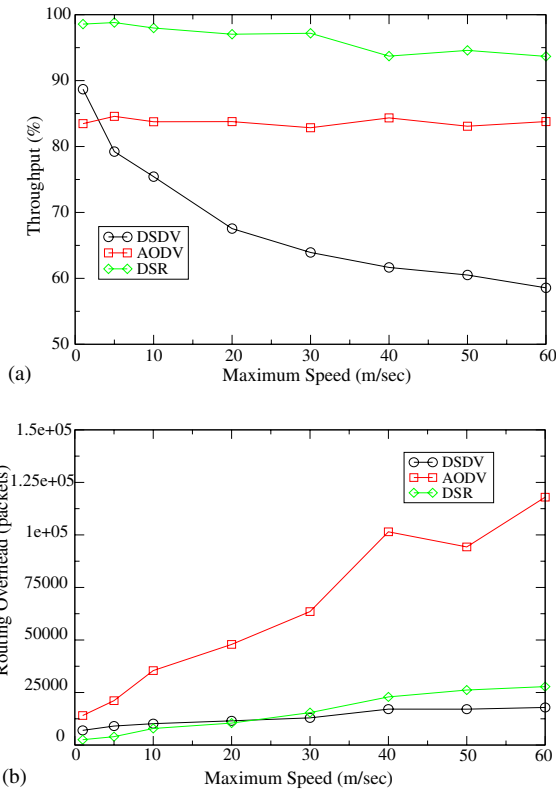 100
90
80
70
60
50
Throughput (%)
DSDV
AODV
DSR
0 10 20 30 40 50 60
(a)
Maximum Speed (m/sec)
1.5e+05
1.25e+05
1e+05
75000
50000
25000
0
Routing Overhead (packets)
DSDV
AODV
DSR
0 10 20 30 40 50 60
(b)
Maximum Speed (m/sec)